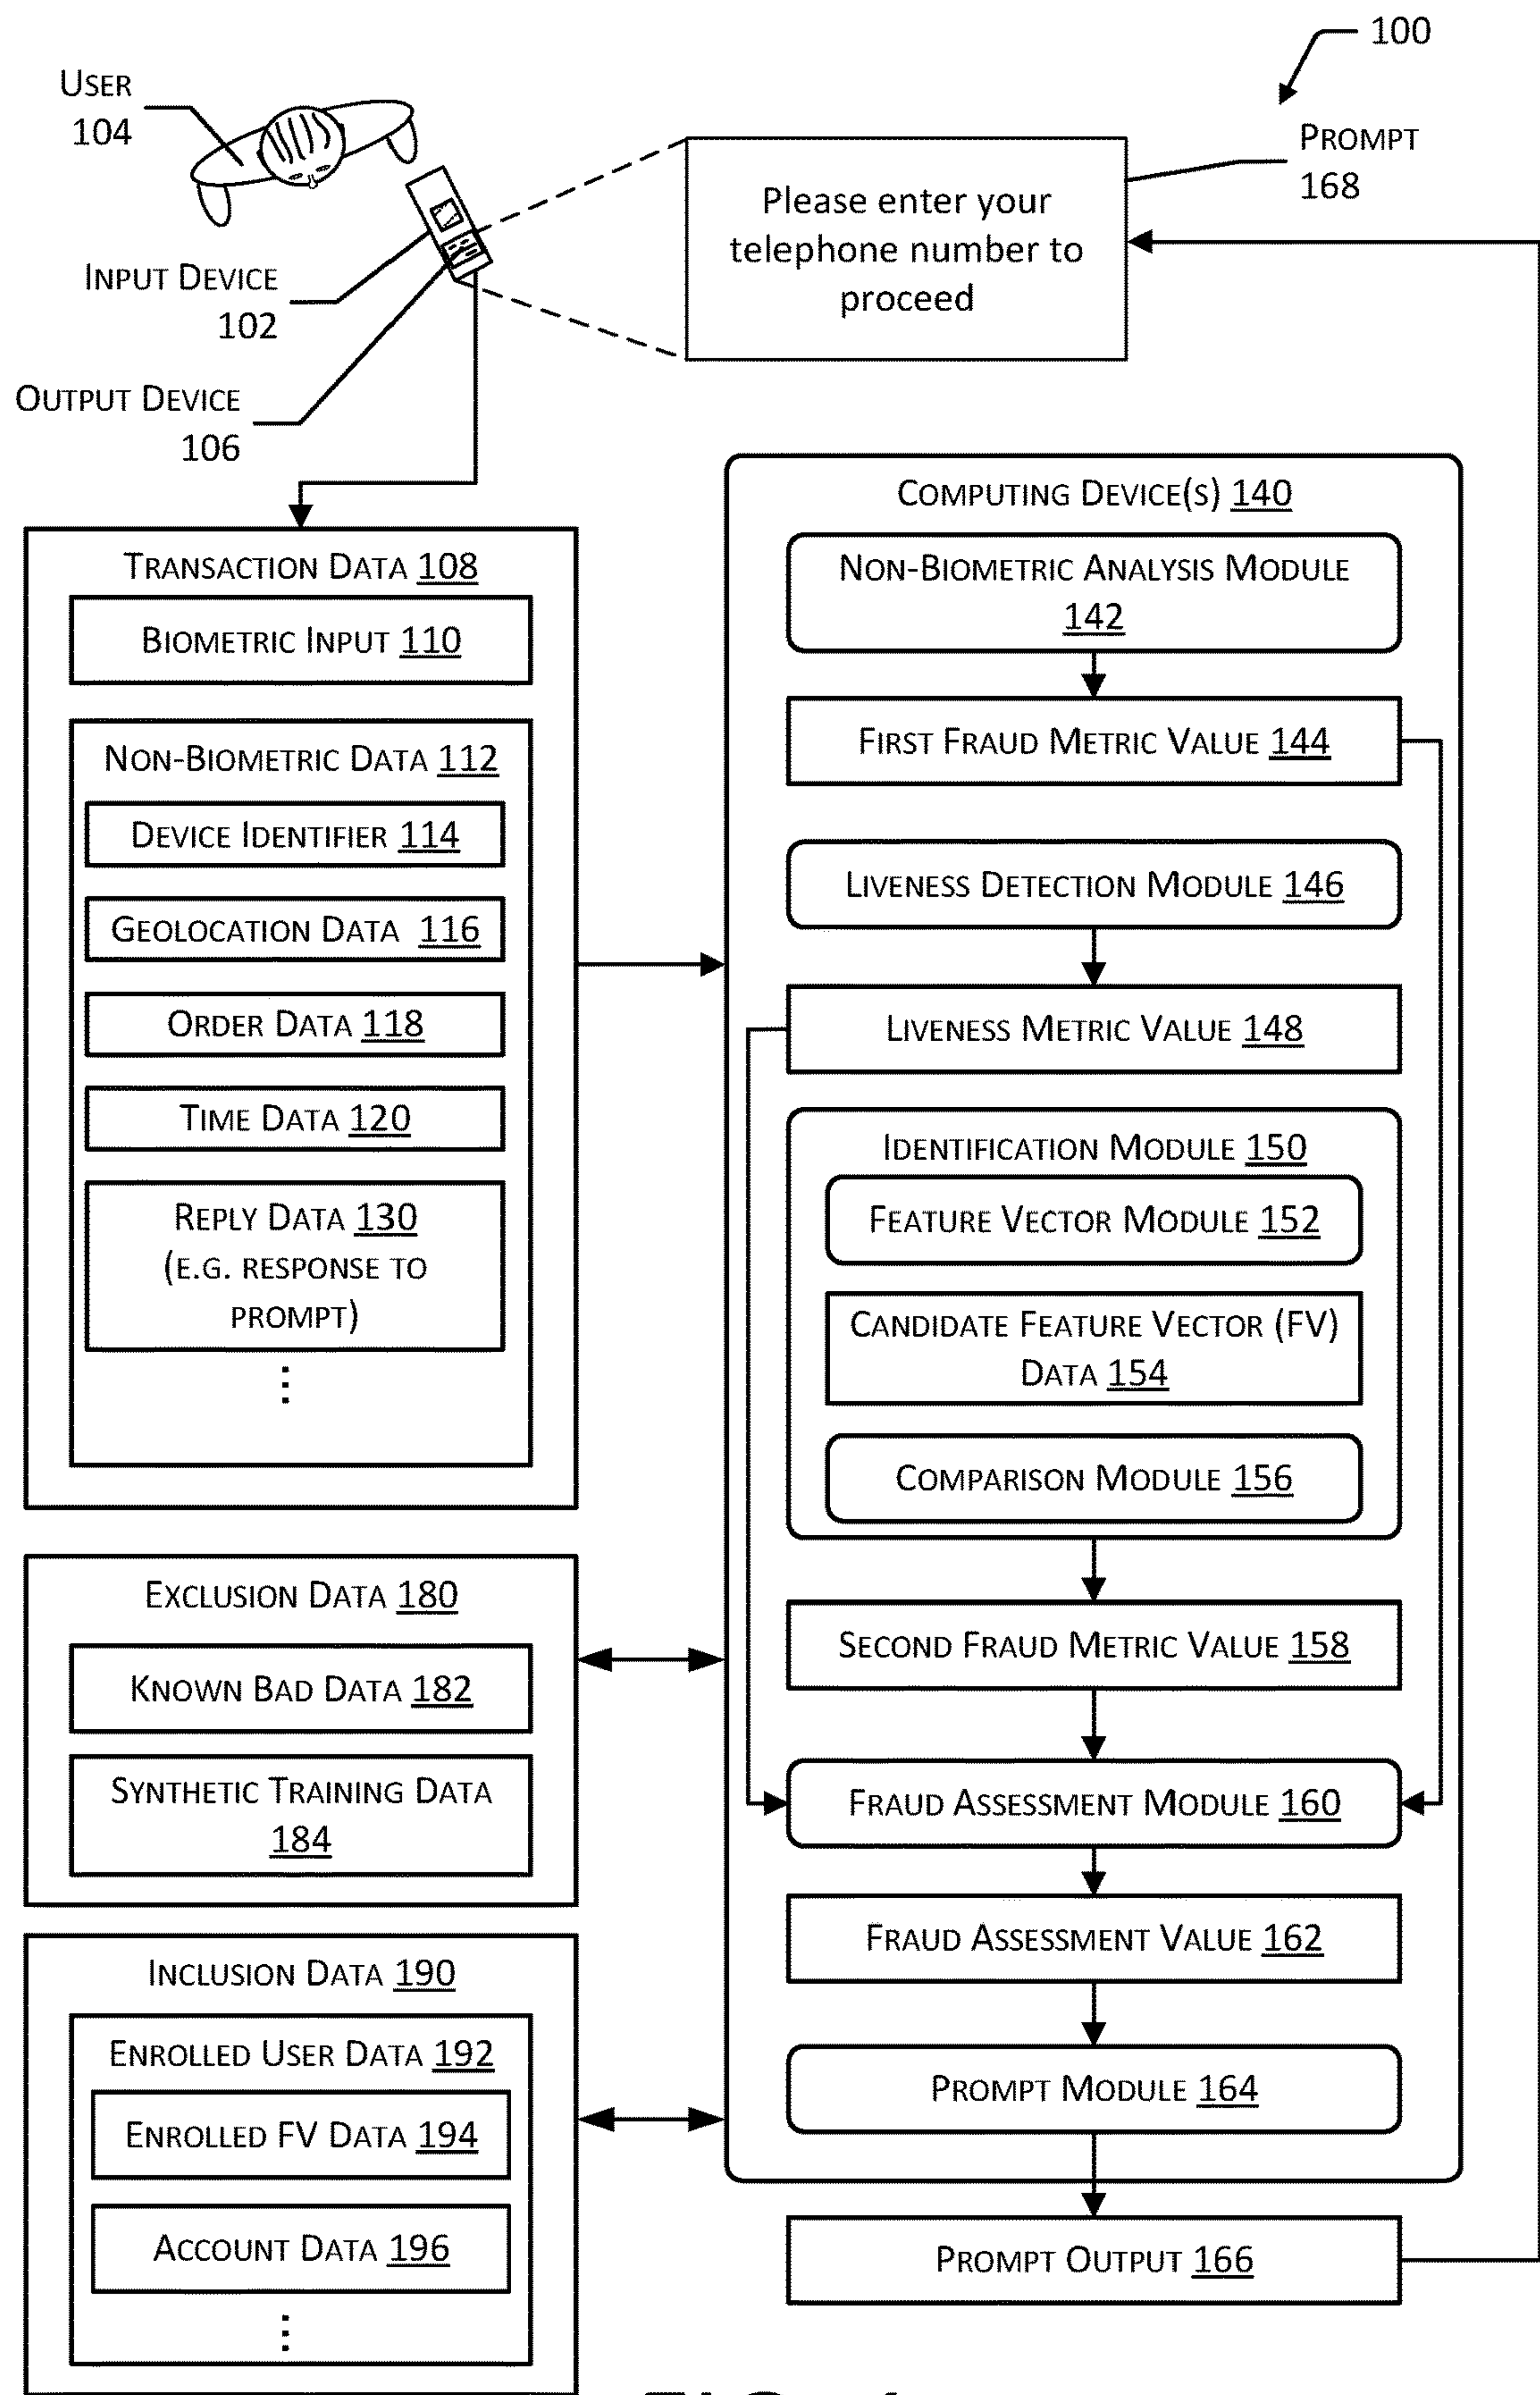 100
USER
104
PROMPT
168
Please enter your
telephone number to
proceed
INPUT DEVICE
102
OUTPUT DEVICE
106
TRANSACTION DATA 108
BIOMETRIC INPUT 110
NON-BIOMETRIC DATA 112
DEVICE IDENTIFIER 114
GEOLOCATION DATA 116
ORDER DATA 118
TIME DATA 120
REPLY DATA 130
(E.G. RESPONSE TO
PROMPT)
EXCLUSION DATA 180
KNOWN BAD DATA 182
SYNTHETIC TRAINING DATA
184
INCLUSION DATA 190
ENROLLED USER DATA 192
ENROLLED FV DATA 194
ACCOUNT DATA 196
COMPUTING DEVICE(S) 140
NON-BIOMETRIC ANALYSIS MODULE
142
FIRST FRAUD METRIC VALUE 144
LIVENESS DETECTION MODULE 146
LIVENESS METRIC VALUE 148
IDENTIFICATION MODULE 150
FEATURE VECTOR MODULE 152
CANDIDATE FEATURE VECTOR (FV)
DATA 154
COMPARISON MODULE 156
SECOND FRAUD METRIC VALUE 158
FRAUD ASSESSMENT MODULE 160
FRAUD ASSESSMENT VALUE 162
PROMPT MODULE 164
PROMPT OUTPUT 166